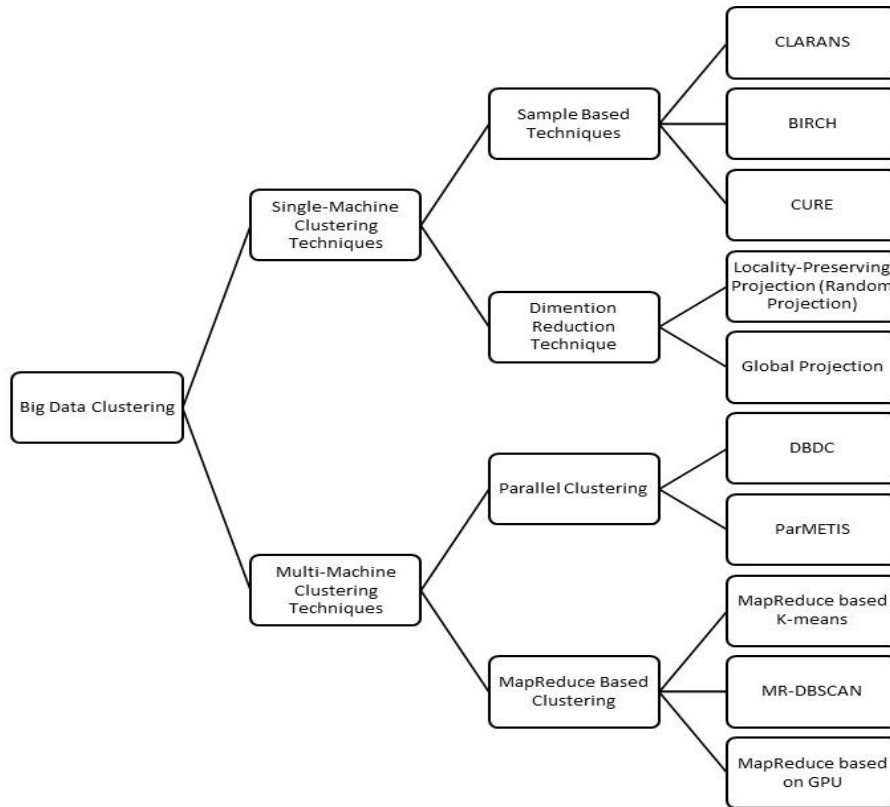 Big Data Clustering
Single-Machine
Clustering
Techniques
Sample Based
Techniques
CLARANS
BIRCH
CURE
Dimention
Reduction
Technique
Locality-Preserving
Projection (Random
Projection)
Global Projection
Multi-Machine
Clustering
Techniques
Parallel Clustering
DBDC
ParMETIS
MapReduce Based
Clustering
MapReduce based
K-means
MR-DBSCAN
MapReduce based
on GPU